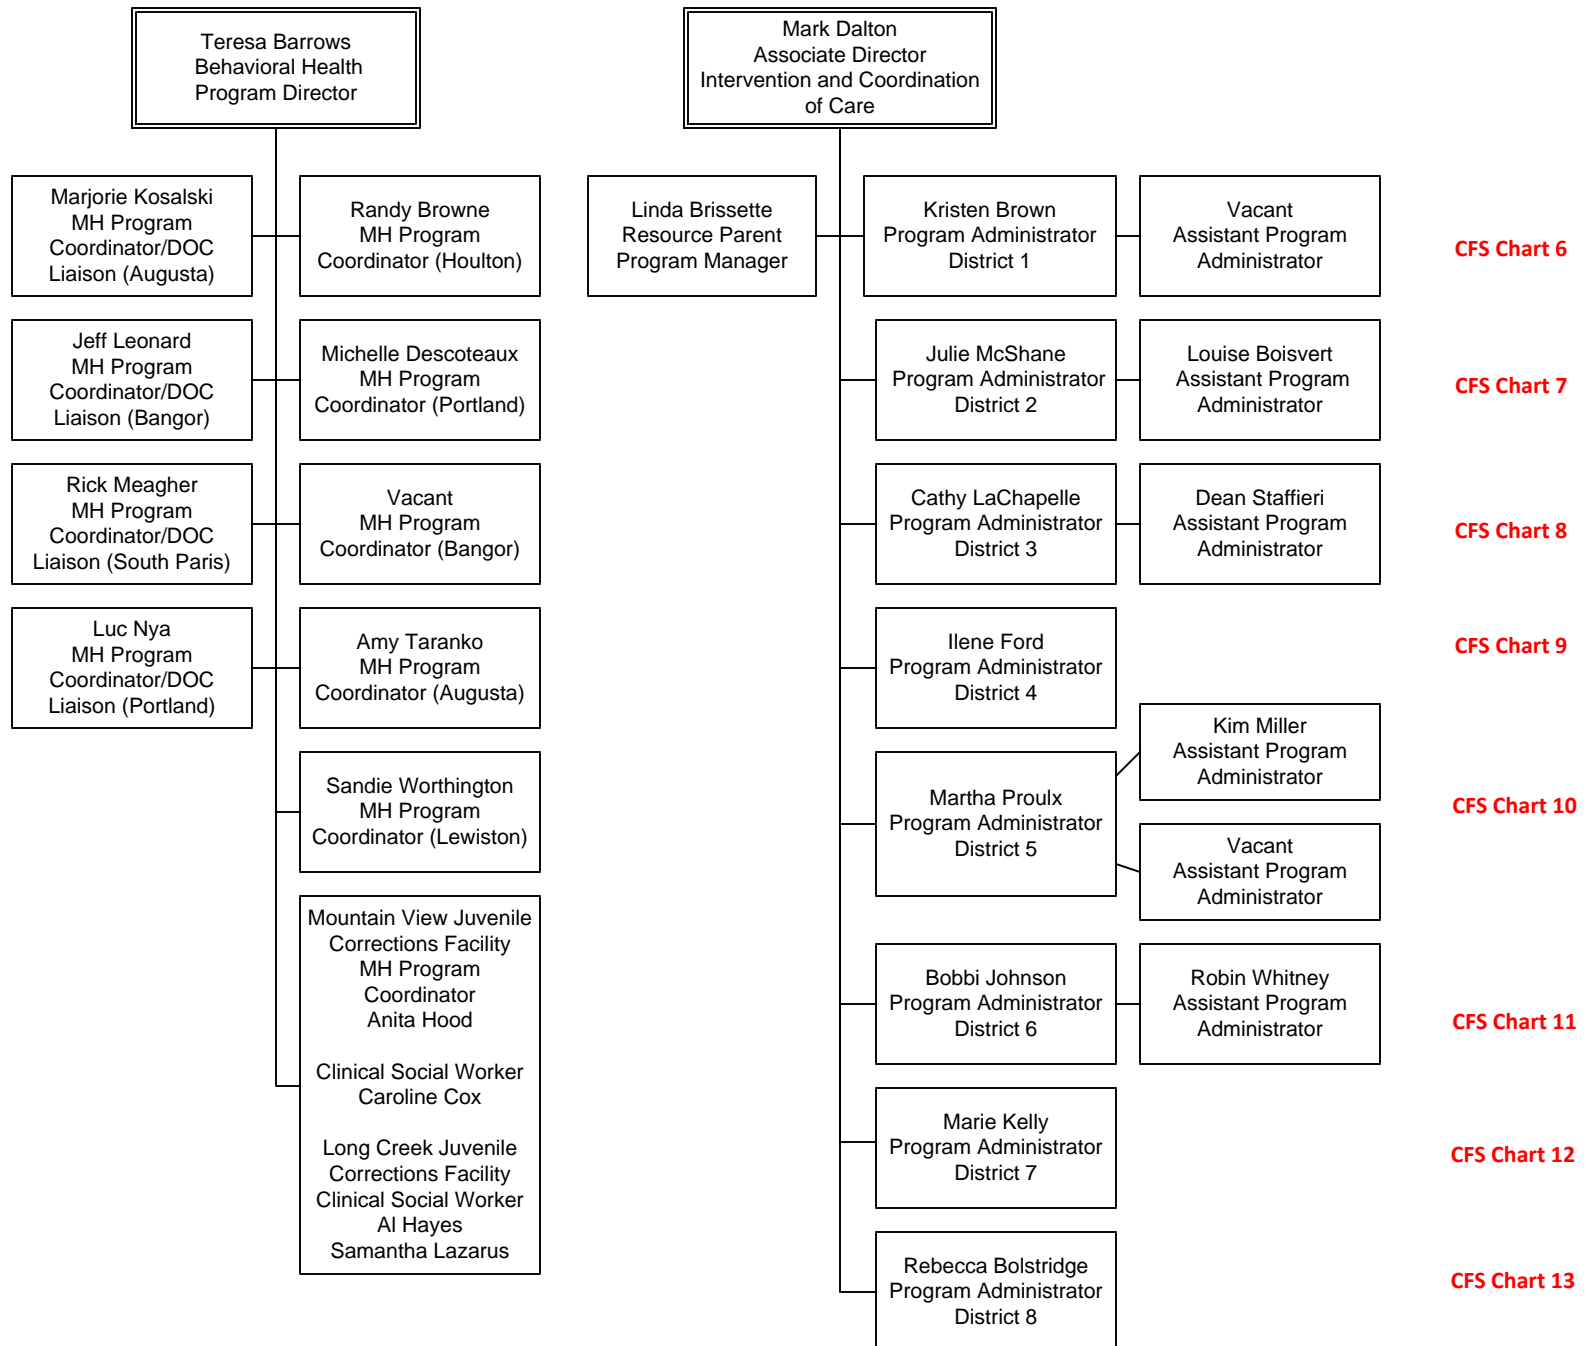 Teresa Barrows
Behavioral Health
Program Director
Mark Dalton
Associate Director
Intervention and Coordination
of Care
Marjorie Kosalski
MH Program
Coordinator/DOC
Liaison (Augusta)
Randy Browne
MH Program
Coordinator (Houlton)
Linda Brissette
Resource Parent
Program Manager
Kristen Brown
Program Administrator
District 1
Vacant
Assistant Program
Administrator
CFS Chart 6
Jeff Leonard
MH Program
Coordinator/DOC
Liaison (Bangor)
Michelle Descoteaux
MH Program
Coordinator (Portland)
Julie McShane
Program Administrator
District 2
Louise Boisvert
Assistant Program
Administrator
CFS Chart 7
Rick Meagher
MH Program
Coordinator/DOC
Liaison (South Paris)
Vacant
MH Program
Coordinator (Bangor)
Cathy LaChapelle
Program Administrator
District 3
Dean Staffieri
Assistant Program
Administrator
CFS Chart 8
Luc Nya
MH Program
Coordinator/DOC
Liaison (Portland)
Amy Taranko
MH Program
Coordinator (Augusta)
Ilene Ford
Program Administrator
District 4
CFS Chart 9
Sandie Worthington
MH Program
Coordinator (Lewiston)
Martha Proulx
Program Administrator
District 5
Kim Miller
Assistant Program
Administrator
Vacant
Assistant Program
Administrator
CFS Chart 10
Mountain View Juvenile
Corrections Facility
MH Program
Coordinator
Anita Hood
Clinical Social Worker
Caroline Cox
Long Creek Juvenile
Corrections Facility
Clinical Social Worker
Al Hayes
Samantha Lazarus
Bobbi Johnson
Program Administrator
District 6
Robin Whitney
Assistant Program
Administrator
CFS Chart 11
Marie Kelly
Program Administrator
District 7
CFS Chart 12
Rebecca Bolstridge
Program Administrator
District 8
CFS Chart 13